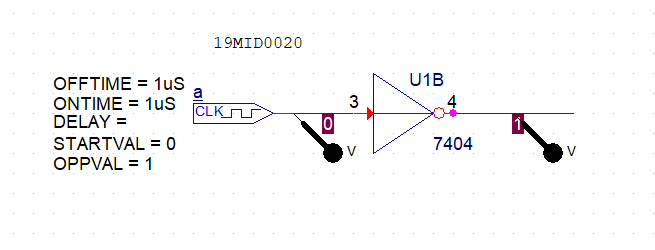 19MID0020
OFFTIME = 1uS
ONTIME = 1uS
DELAY =
STARTVAL = 0
OPPVAL = 1
a
CLK
0
V
3
U1B
4
7404
1
V